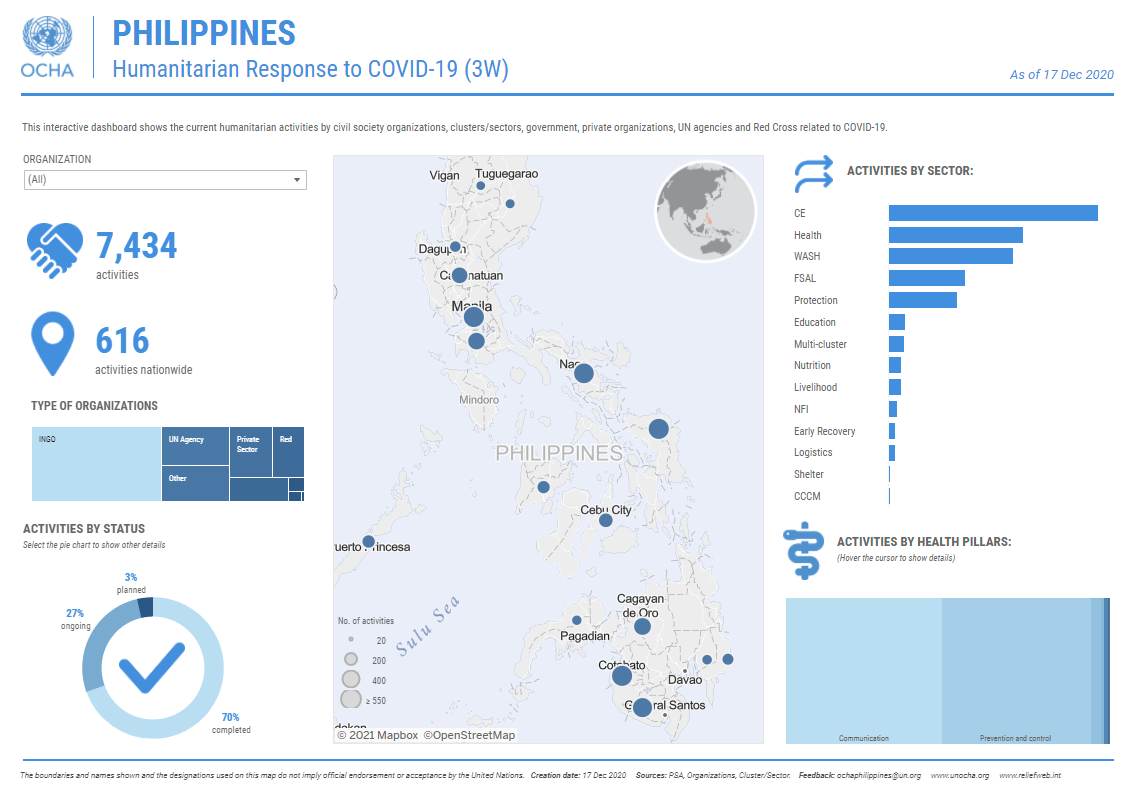 OCHA
PHILIPPINES
Humanitarian Response to COVID-19 (3W)
As of 17 Dec 2020
This interactive dashboard shows the current humanitarian activities by civil society organizations, clusters/sectors, government, private organizations, UN agencies and Red Cross related to COVID-19.
ORGANIZATION
(All)
7,434
activities
616
activities nationwide
TYPE OF ORGANIZATIONS
INGO
UN Agency
Other
Private
Sector
Red
ACTIVITIES BY STATUS
Select the pie chart to show other details
3%
planned
27%
ongoing
70%
completed
Vigan
Tuguegarao
Manila
Mindoro
PHILIPPINES
Cebu City
Cagayan
de Oro
Pagadian
Davao
Sulu Sea
No. of activities
20
200
400
≥ 550
© 2021 Mapbox ©OpenStreetMap
ACTIVITIES BY SECTOR:
CE
Health
WASH
FSAL
Protection
Education
Multi-cluster
Nutrition
Livelihood
NFI
Early Recovery
Logistics
Shelter
CCCM
ACTIVITIES BY HEALTH PILLARS:
(Hover the cursor to show details)
Communication
Prevention and control
The boundaries and names shown and the designations used on this map do not imply official endorsement or acceptance by the United Nations. Creation date: 17 Dec 2020 Sources: PSA, Organizations, Cluster/Sector. Feedback: ochaphilippines@un.org www.unocha.org www.reliefweb.int